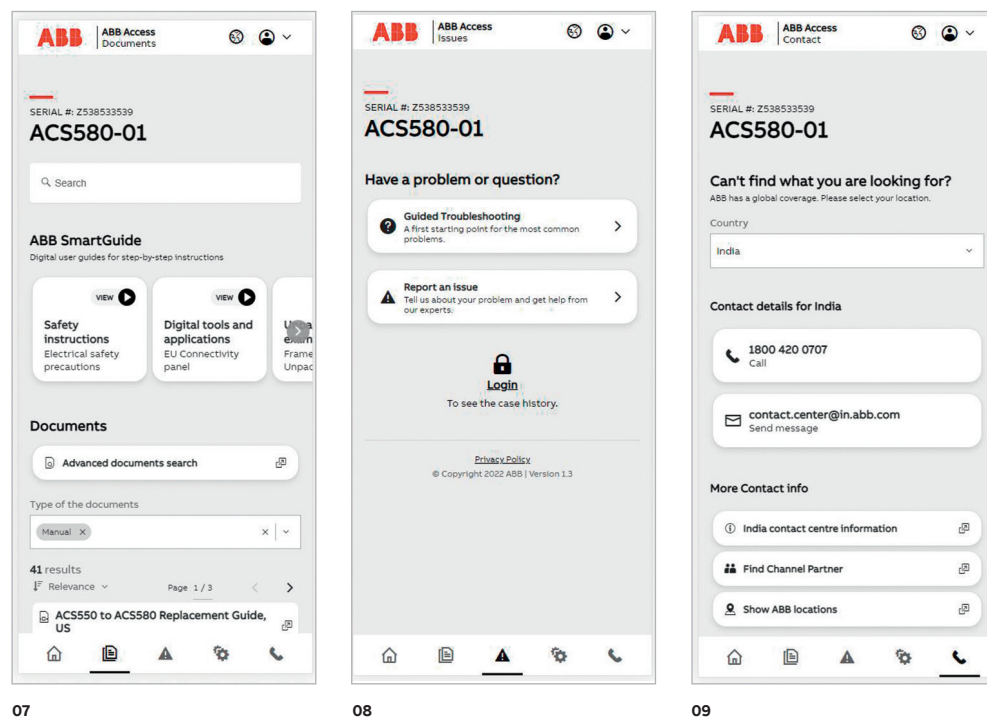 ABB
ABB Access
Documents
SERIAL #: Z538533539
ACS580-01
Search
ABB SmartGuide
Digital user guides for step-by-step instructions
VIEW
Safety
instructions
Electrical safety
precautions
VIEW
Digital tools and
applications
EU Connectivity
panel
Frame
Unpac
Documents
Advanced documents search
Type of the documents
Manual ×
41 results
Relevance
Page 1 / 3
ACS550 to ACS580 Replacement Guide,
US
07
ABB
ABB Access
Issues
SERIAL #: Z538533539
ACS580-01
Have a problem or question?
Guided Troubleshooting
A first starting point for the most common
problems.
Report an issue
Tell us about your problem and get help from
our experts.
Login
To see the case history.
Privacy Policy
© Copyright 2022 ABB | Version 1.3
08
ABB
ABB Access
Contact
SERIAL #: Z538533539
ACS580-01
Can't find what you are looking for?
ABB has a global coverage. Please select your location.
Country
India
Contact details for India
1800 420 0707
Call
contact.center@in.abb.com
Send message
More Contact info
India contact centre information
Find Channel Partner
Show ABB locations
09